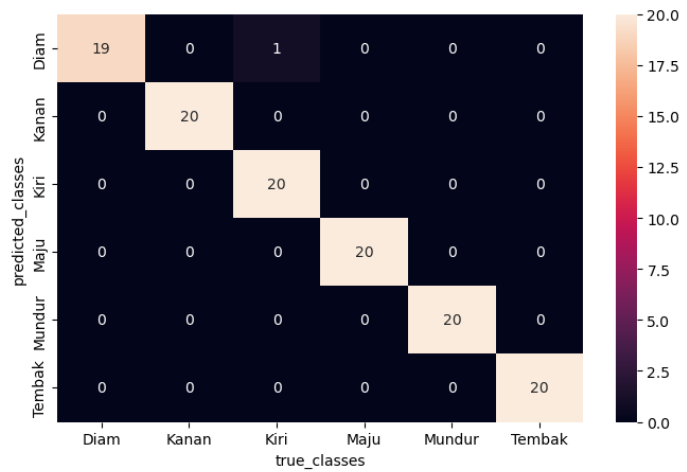 Diam 19 0 1 0 0 0
Kanan 0 20 0 0 0 0
Kiri 0 0 20 0 0 0
Maju 0 0 0 20 0 0
Mundur 0 0 0 0 20 0
Tembak 0 0 0 0 0 20
Diam Kanan Kiri Maju Mundur Tembak
true_classes
predicted_classes
20.0
17.5
15.0
12.5
10.0
7.5
5.0
2.5
0.0